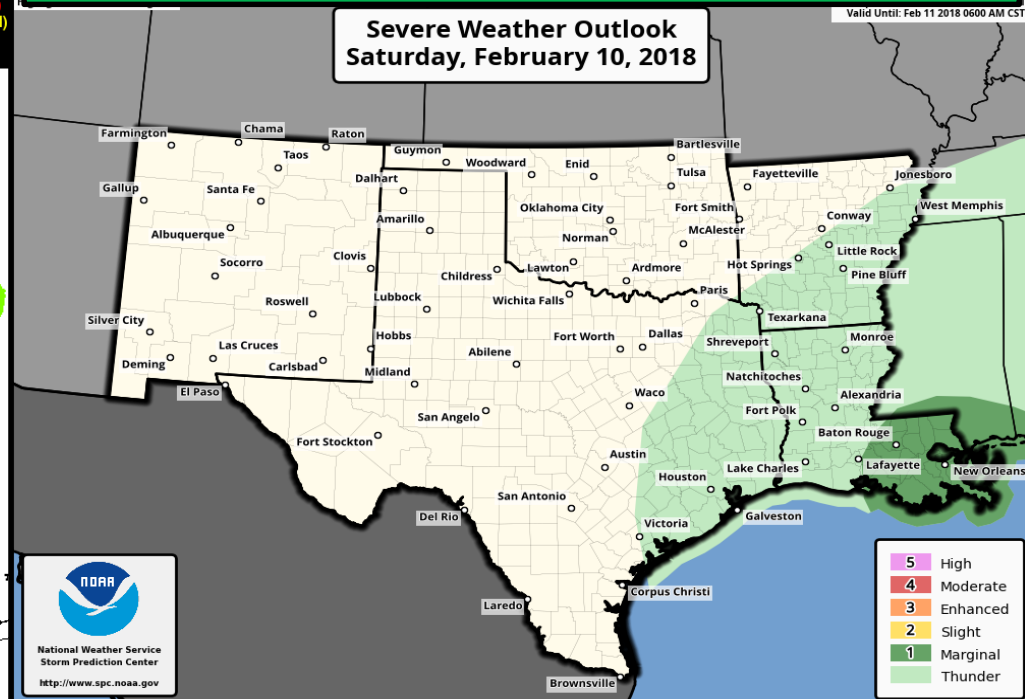 Valid Until: Feb 11 2018 0600 AM CST
Severe Weather Outlook
Saturday, February 10, 2018
Farmington
Chama
Raton
Taos
Guymon
Woodward
Enid
Bartlesville
Tulsa
Fayetteville
Jonesboro
Gallup
Santa Fe
Dalhart
Oklahoma City
Fort Smith
Conway
West Memphis
Albuquerque
Amarillo
Norman
McAlester
Little Rock
Socorro
Clovis
Childress
Lawton
Ardmore
Hot Springs
Pine Bluff
Roswell
Lubbock
Wichita Falls
Paris
Texarkana
Silver City
Las Cruces
Hobbs
Abilene
Fort Worth
Dallas
Shreveport
Monroe
Deming
Carlsbad
Midland
Natchitoches
El Paso
San Angelo
Waco
Alexandria
Fort Polk
Fort Stockton
Austin
Baton Rouge
Houston
Lake Charles
Lafayette
New Orleans
Del Rio
San Antonio
Galveston
Victoria
Laredo
Corpus Christi
Brownsville
NOAA
National Weather Service
Storm Prediction Center
http://www.spc.noaa.gov
5 High
4 Moderate
3 Enhanced
2 Slight
1 Marginal
Thunder